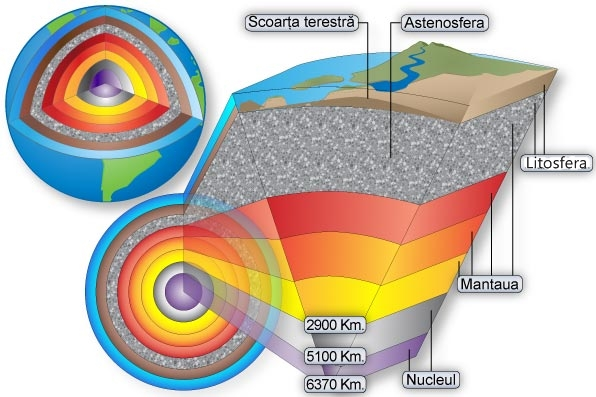 Scoarța terestră
Astenosfera
Litosfera.
Mantaua
2900 Km.
5100 Km.
6370 Km.
Nucleul